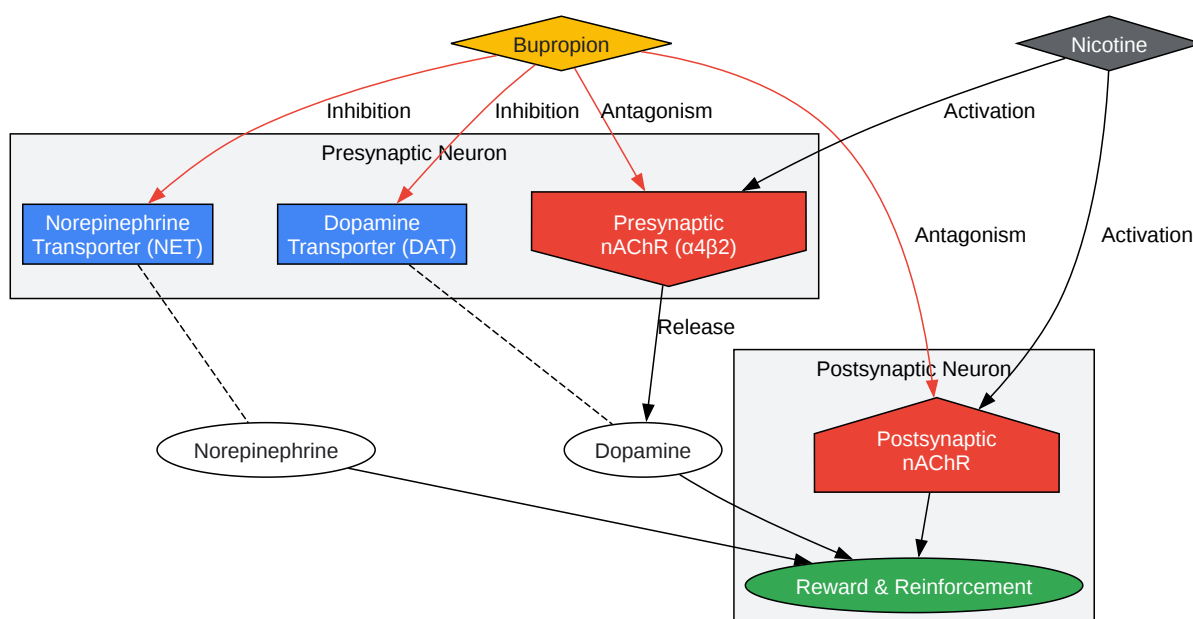 Bupropion
Nicotine
Inhibition
Inhibition
Antagonism
Activation
Presynaptic Neuron
Norepinephrine
Transporter (NET)
Dopamine
Transporter (DAT)
Presynaptic
nAChR (α4β2)
Antagonism
Activation
Release
Postsynaptic Neuron
Norepinephrine
Dopamine
Postsynaptic
nAChR
Reward & Reinforcement